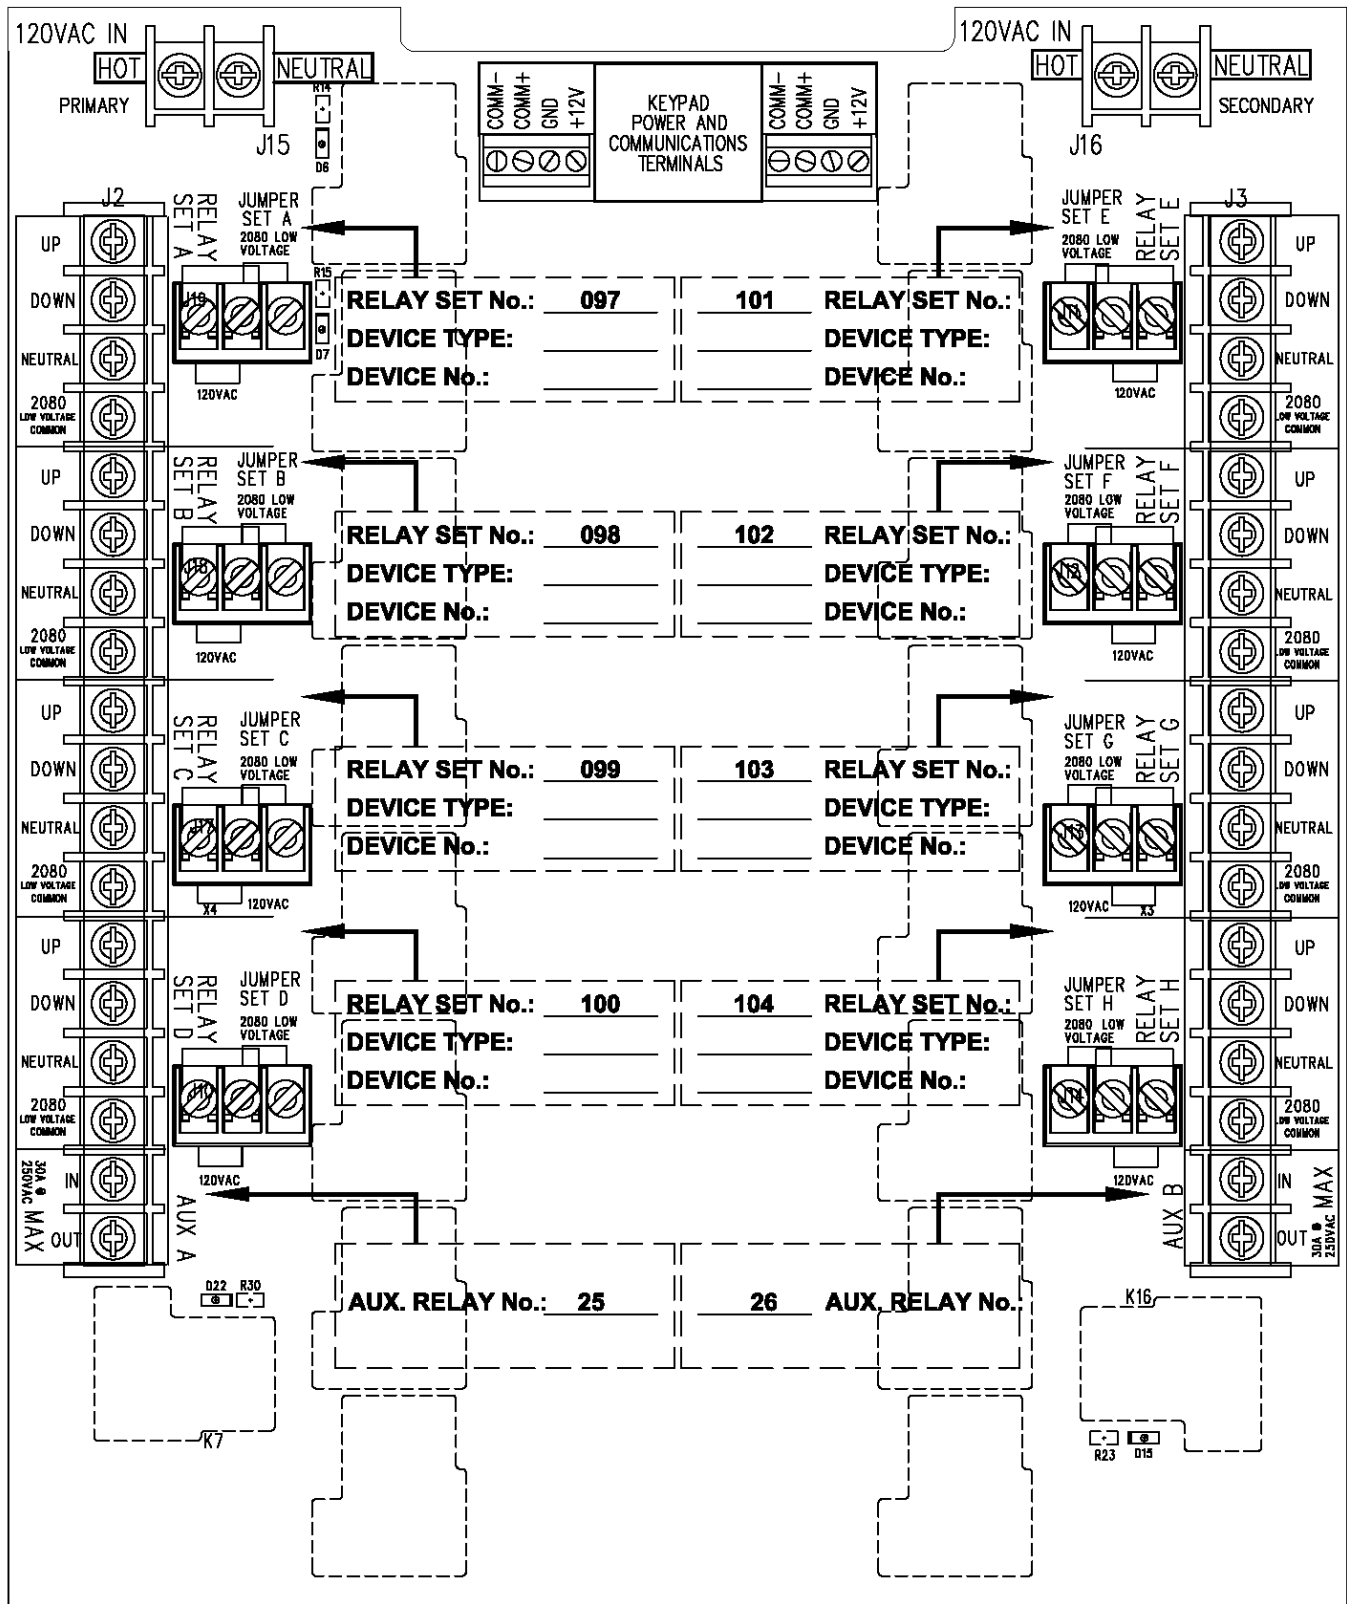 120VAC IN
HOT
NEUTRAL
PRIMARY
J15
R14
D6
COMM-
COMM+
GND
+12V
KEYPAD
POWER AND
COMMUNICATIONS
TERMINALS
COMM-
COMM+
GND
+12V
120VAC IN
HOT
NEUTRAL
SECONDARY
J16
J2
UP
DOWN
NEUTRAL
2080
LOW VOLTAGE
COMMON
RELAY
SET A
JUMPER
SET A
2080 LOW
VOLTAGE
J19
120VAC
R15
D7
RELAY SET No.: 097
DEVICE TYPE:
DEVICE No.:
101 RELAY SET No.:
DEVICE TYPE:
DEVICE No.:
JUMPER
SET E
2080 LOW
VOLTAGE
RELAY
SET E
J11
120VAC
J3
UP
DOWN
NEUTRAL
2080
LOW VOLTAGE
COMMON
UP
DOWN
NEUTRAL
2080
LOW VOLTAGE
COMMON
RELAY
SET B
JUMPER
SET B
2080 LOW
VOLTAGE
J18
120VAC
RELAY SET No.: 098
DEVICE TYPE:
DEVICE No.:
102 RELAY SET No.:
DEVICE TYPE:
DEVICE No.:
JUMPER
SET F
2080 LOW
VOLTAGE
RELAY
SET F
J12
120VAC
UP
DOWN
NEUTRAL
2080
LOW VOLTAGE
COMMON
UP
DOWN
NEUTRAL
2080
LOW VOLTAGE
COMMON
RELAY
SET C
JUMPER
SET C
2080 LOW
VOLTAGE
J17
X4
120VAC
RELAY SET No.: 099
DEVICE TYPE:
DEVICE No.:
103 RELAY SET No.:
DEVICE TYPE:
DEVICE No.:
JUMPER
SET G
2080 LOW
VOLTAGE
RELAY
SET G
J13
120VAC
X3
UP
DOWN
NEUTRAL
2080
LOW VOLTAGE
COMMON
UP
DOWN
NEUTRAL
2080
LOW VOLTAGE
COMMON
RELAY
SET D
JUMPER
SET D
2080 LOW
VOLTAGE
J10
120VAC
RELAY SET No.: 100
DEVICE TYPE:
DEVICE No.:
104 RELAY SET No.:
DEVICE TYPE:
DEVICE No.:
JUMPER
SET H
2080 LOW
VOLTAGE
RELAY
SET H
J14
120VAC
UP
DOWN
NEUTRAL
2080
LOW VOLTAGE
COMMON
30A @
250VAC MAX
IN
OUT
AUX A
AUX B
IN
OUT
30A @
250VAC MAX
D22
R30
K7
AUX. RELAY No.: 25
26 AUX. RELAY No.:
K16
R23
D15